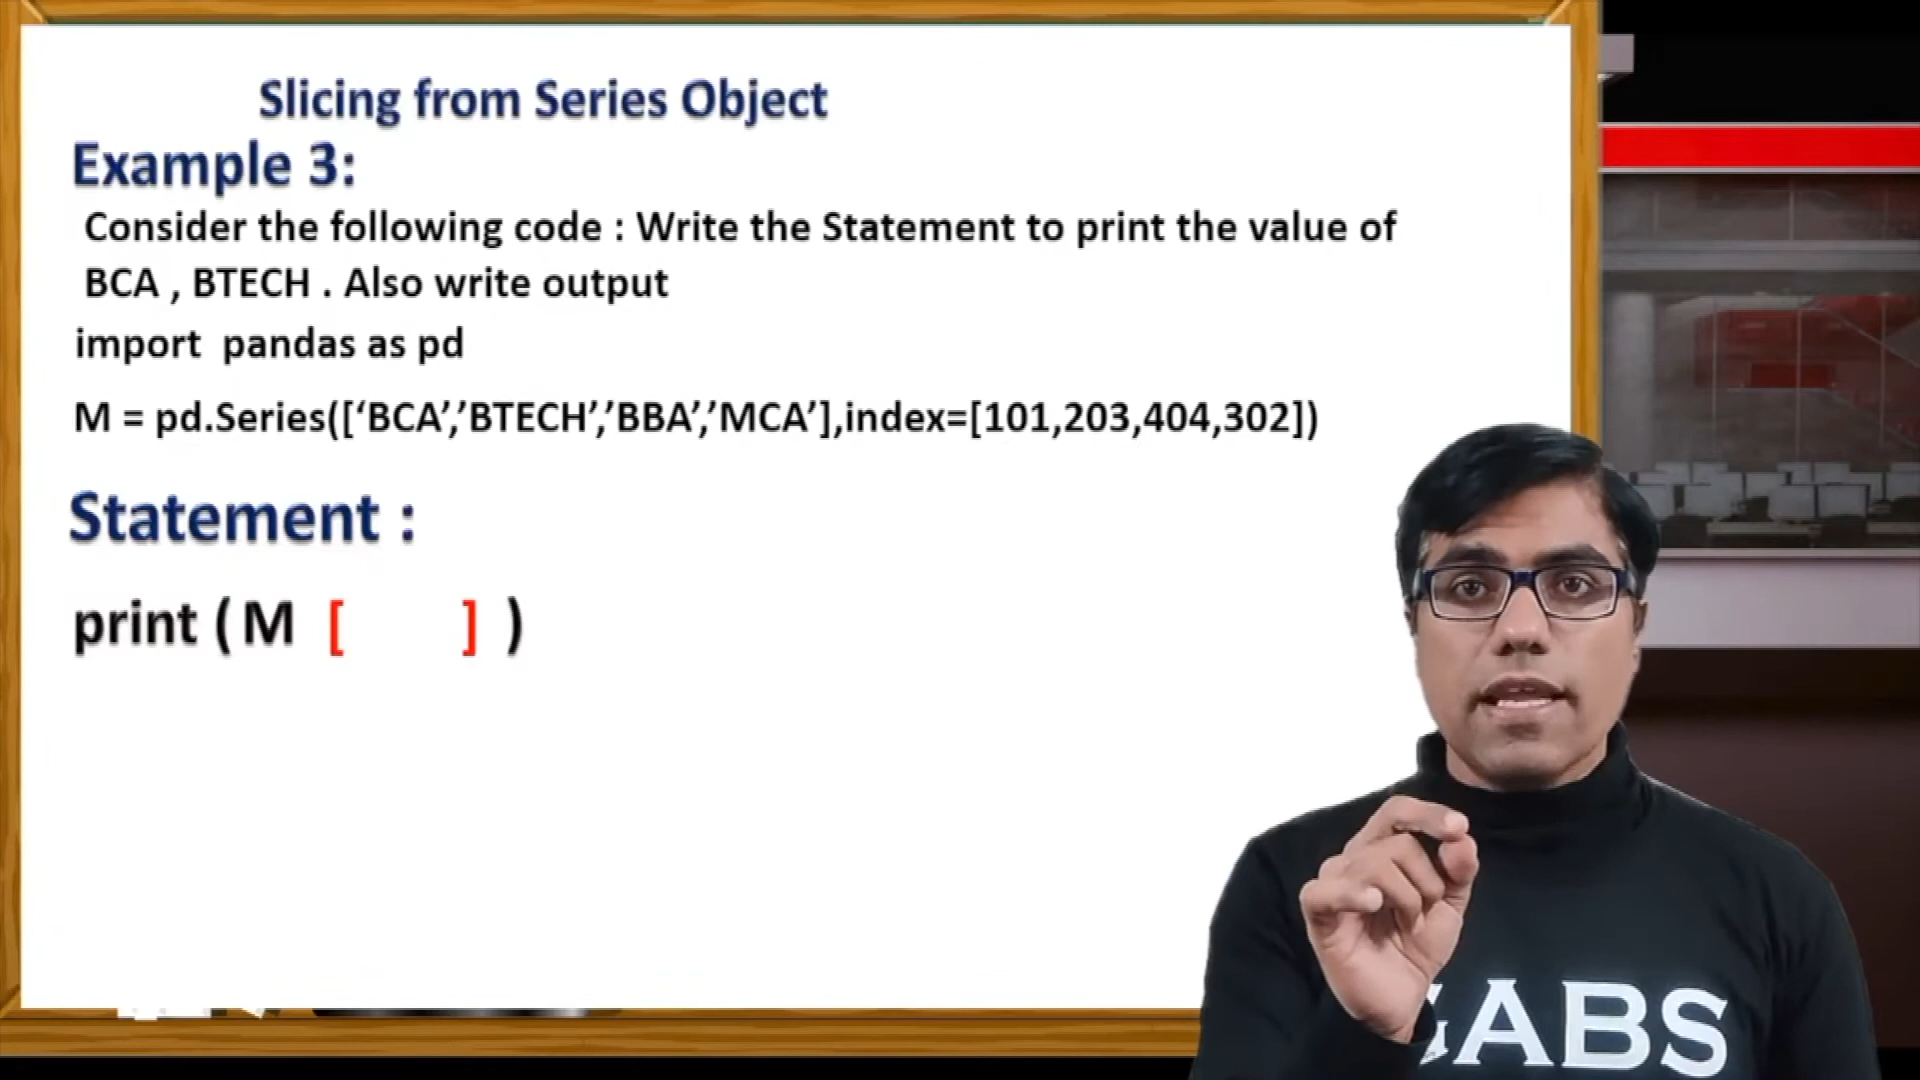 Slicing from Series Object
Example 3:
Consider the following code : Write the Statement to print the value of
BCA , BTECH . Also write output
import pandas as pd
M = pd.Series([‘BCA’,’BTECH’,’BBA’,’MCA’],index=[101,203,404,302])
Statement :
print ( M [ ] )
GABS